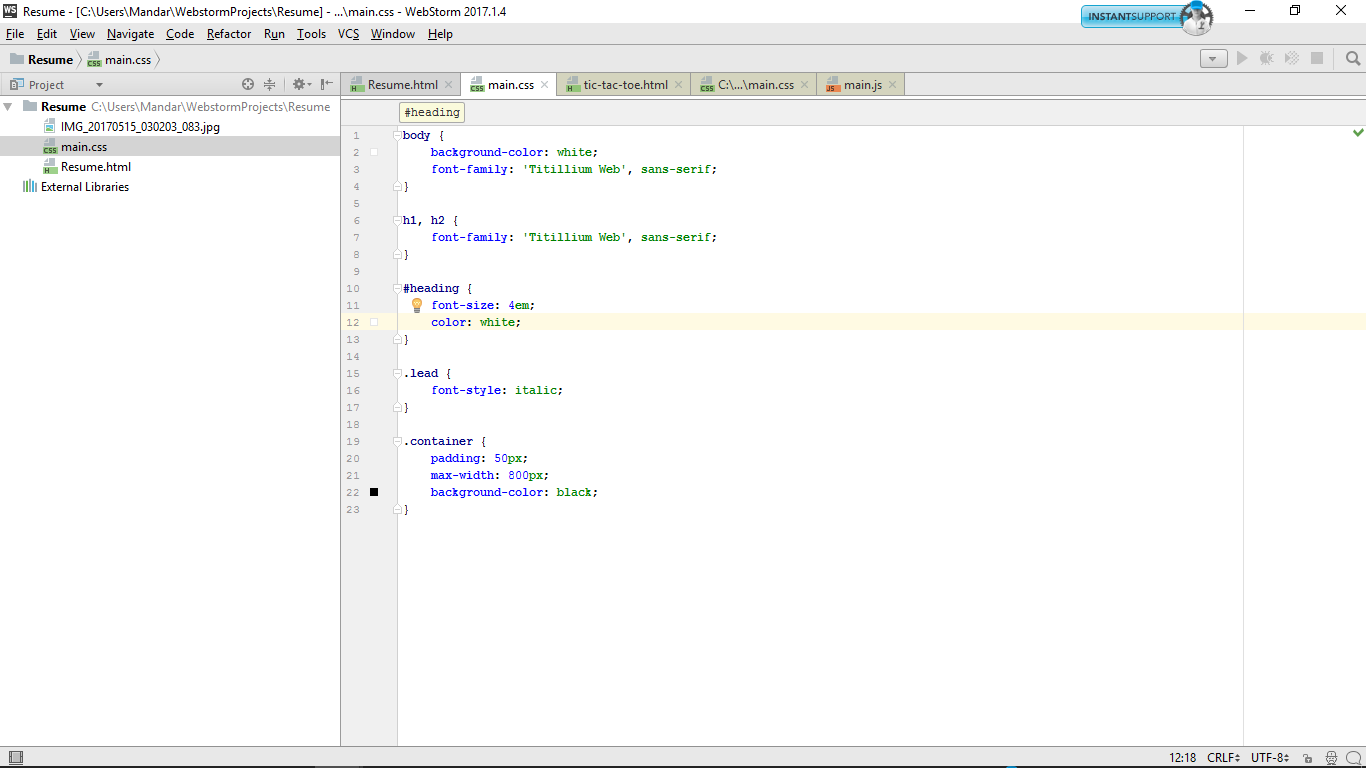 WS Resume - [C:\Users\Mandar\WebstormProjects\Resume] - ...\main.css - WebStorm 2017.1.4
INSTANTSUPPORT
File Edit View Navigate Code Refactor Run Tools VCS Window Help
Resume CSS main.css
Project
H Resume.html CSS main.css H tic-tac-toe.html CSS C:\...\main.css JS main.js
Resume C:\Users\Mandar\WebstormProjects\Resume
IMG_20170515_030203_083.jpg
CSS main.css
H Resume.html
External Libraries
#heading
1 body {
2 background-color: white;
3 font-family: 'Titillium Web', sans-serif;
4 }
5
6 h1, h2 {
7 font-family: 'Titillium Web', sans-serif;
8 }
9
10 #heading {
11 font-size: 4em;
12 color: white;
13 }
14
15 .lead {
16 font-style: italic;
17 }
18
19 .container {
20 padding: 50px;
21 max-width: 800px;
22 background-color: black;
23 }
12:18 CRLF UTF-8